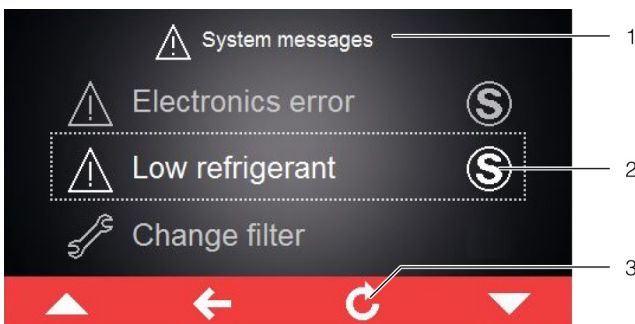 System messages 1
Electronics error S
Low refrigerant S 2
Change filter
3